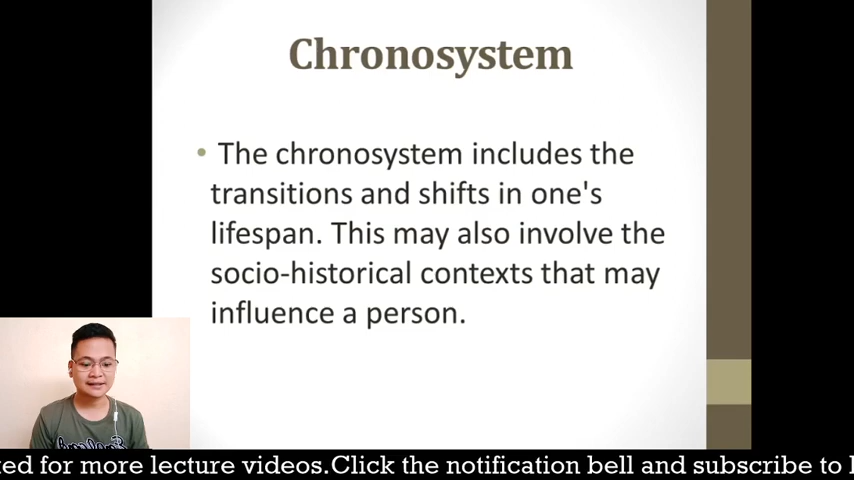 Chronosystem
• The chronosystem includes the
transitions and shifts in one's
lifespan. This may also involve the
socio-historical contexts that may
influence a person.
for more lecture videos.Click the notification bell and subscribe to